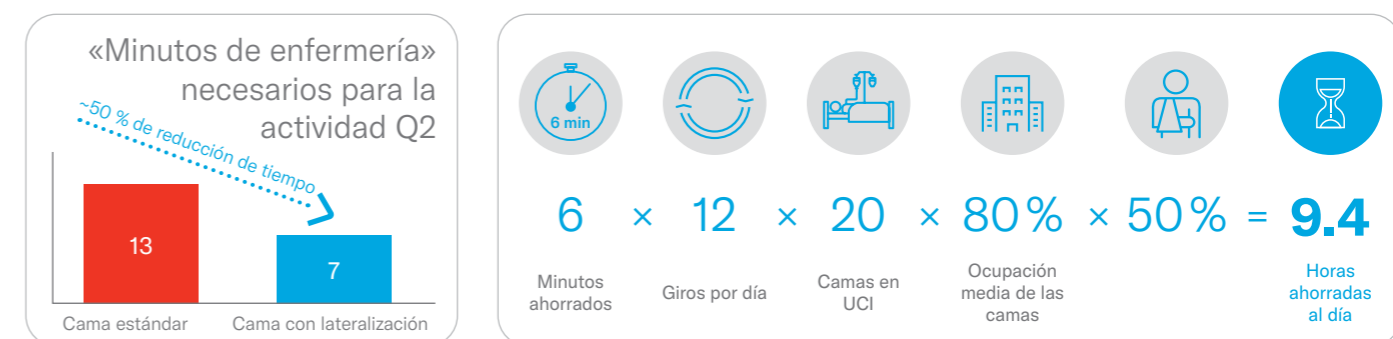 «Minutos de enfermería»
necesarios para la
actividad Q2
~50 % de reducción de tiempo
13
7
Cama estándar
Cama con lateralización
6 min
6 × 12 × 20 × 80 % × 50 % = 9.4
Minutos
ahorrados
Giros por día
Camas en
UCI
Ocupación
media de las
camas
Horas
ahorradas
al día